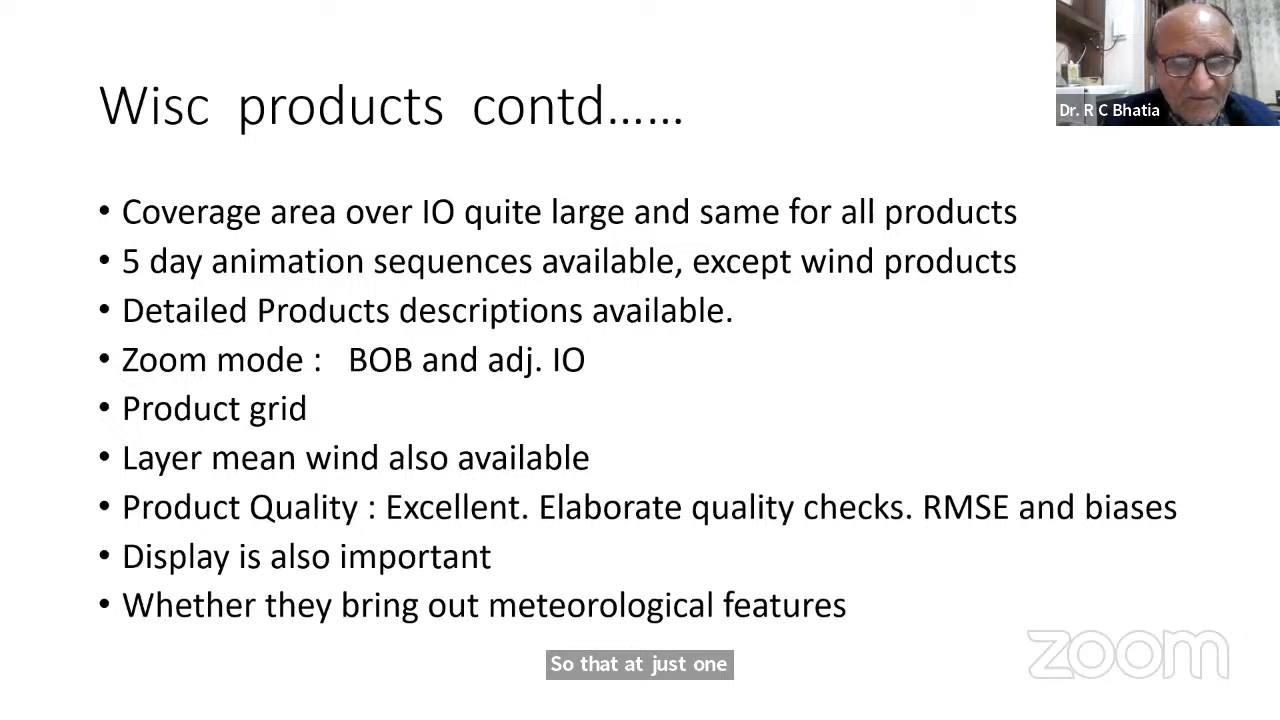 Wisc products contd......
Dr. R C Bhatia
• Coverage area over IO quite large and same for all products
• 5 day animation sequences available, except wind products
• Detailed Products descriptions available.
• Zoom mode : BOB and adj. IO
• Product grid
• Layer mean wind also available
• Product Quality : Excellent. Elaborate quality checks. RMSE and biases
• Display is also important
• Whether they bring out meteorological features
So that at just one
zoom